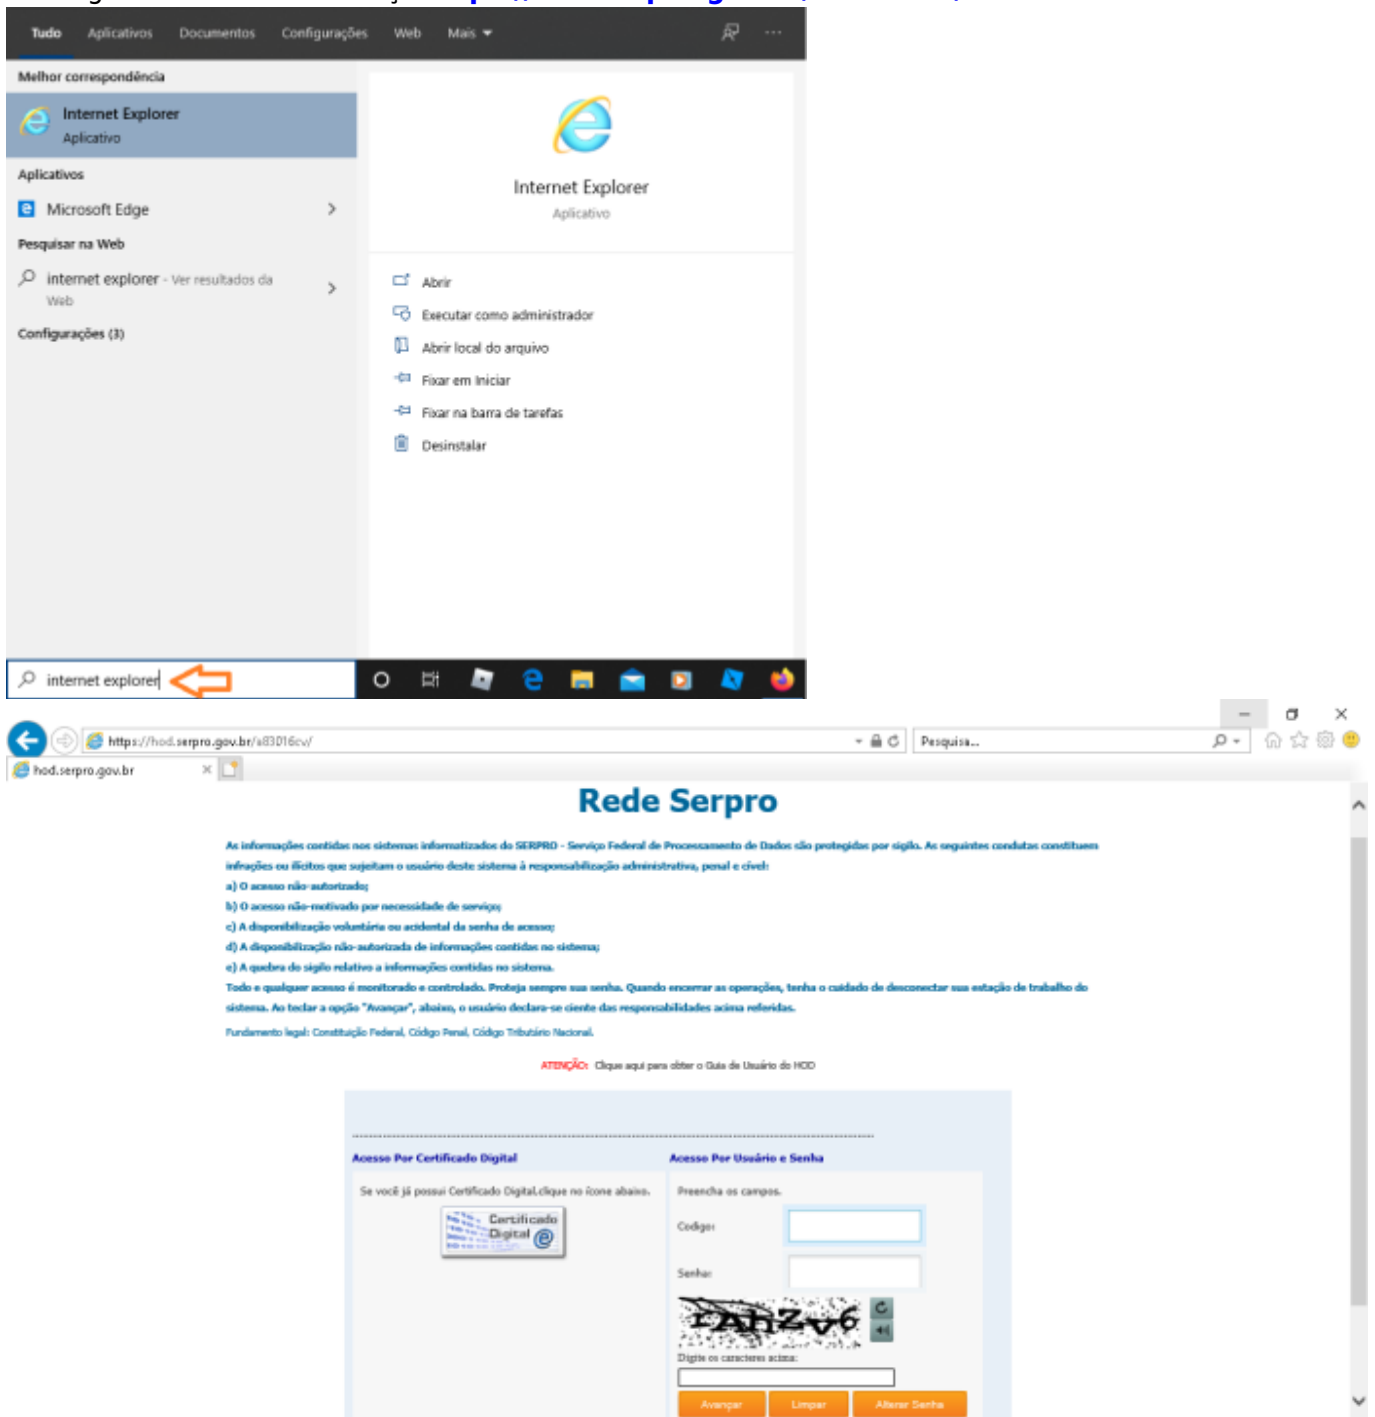 Tudo Aplicativos Documentos Configurações Web Mais
Melhor correspondência
Internet Explorer
Aplicativo
Internet Explorer
Aplicativo
Aplicativos
Microsoft Edge
Pesquisar na Web
internet explorer - Ver resultados da
Web
Configurações (3)
Abrir
Executar como administrador
Abrir local do arquivo
Fixar em Iniciar
Fixar na barra de tarefas
Desinstalar
internet explorer
https://hod.serpro.gov.br/a83016cv/ Pesquisa...
hod.serpro.gov.br
Rede Serpro
As informações contidas nos sistemas informatizados do SERPRO - Serviço Federal de Processamento de Dados são protegidas por sigilo. As seguintes condutas constituem
infrações ou ilícitos que sujeitam o usuário deste sistema à responsabilização administrativa, penal e cível:
a) O acesso não-autorizado;
b) O acesso não-motivado por necessidade de serviço;
c) A disponibilização voluntária ou acidental da senha de acesso;
d) A disponibilização não-autorizada de informações contidas no sistema;
e) A quebra do sigilo relativo a informações contidas no sistema.
Todo e qualquer acesso é monitorado e controlado. Proteja sempre sua senha. Quando encerrar as operações, tenha o cuidado de desconectar sua estação de trabalho do
sistema. Ao teclar a opção "Avançar", abaixo, o usuário declara-se ciente das responsabilidades acima referidas.
Fundamento legal: Constituição Federal, Código Penal, Código Tributário Nacional.
ATENÇÃO: Clique aqui para obter o Guia de Usuário do HOD
Acesso Por Certificado Digital
Acesso Por Usuário e Senha
Se você já possui Certificado Digital,clique no ícone abaixo.
Preencha os campos.
Certificado
Digital
Codigo:
Senha:
rAhZv6
Digite os caracteres acima:
Avançar Limpar Alterar Senha